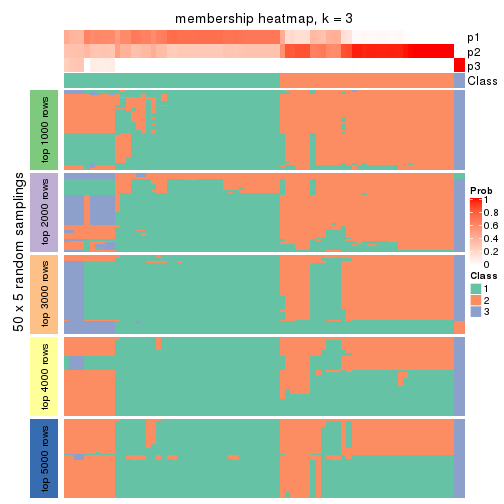 membership heatmap, k = 3
p1
p2
p3
Class
50 x 5 random samplings
top 1000 rows
top 2000 rows
top 3000 rows
top 4000 rows
top 5000 rows
Prob
1
0.8
0.6
0.4
0.2
0
Class
1
2
3